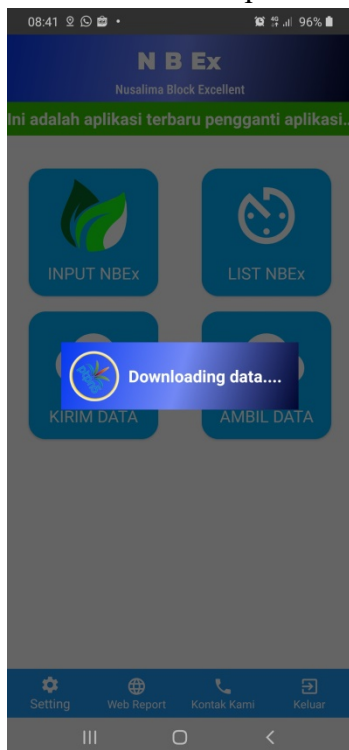 08:41
96%
N B Ex
Nusalima Block Excellent
Ini adalah aplikasi terbaru pengganti aplikasi..
INPUT NBEx
LIST NBEx
Downloading data....
KIRIM DATA
AMBIL DATA
Setting
Web Report
Kontak Kami
Keluar